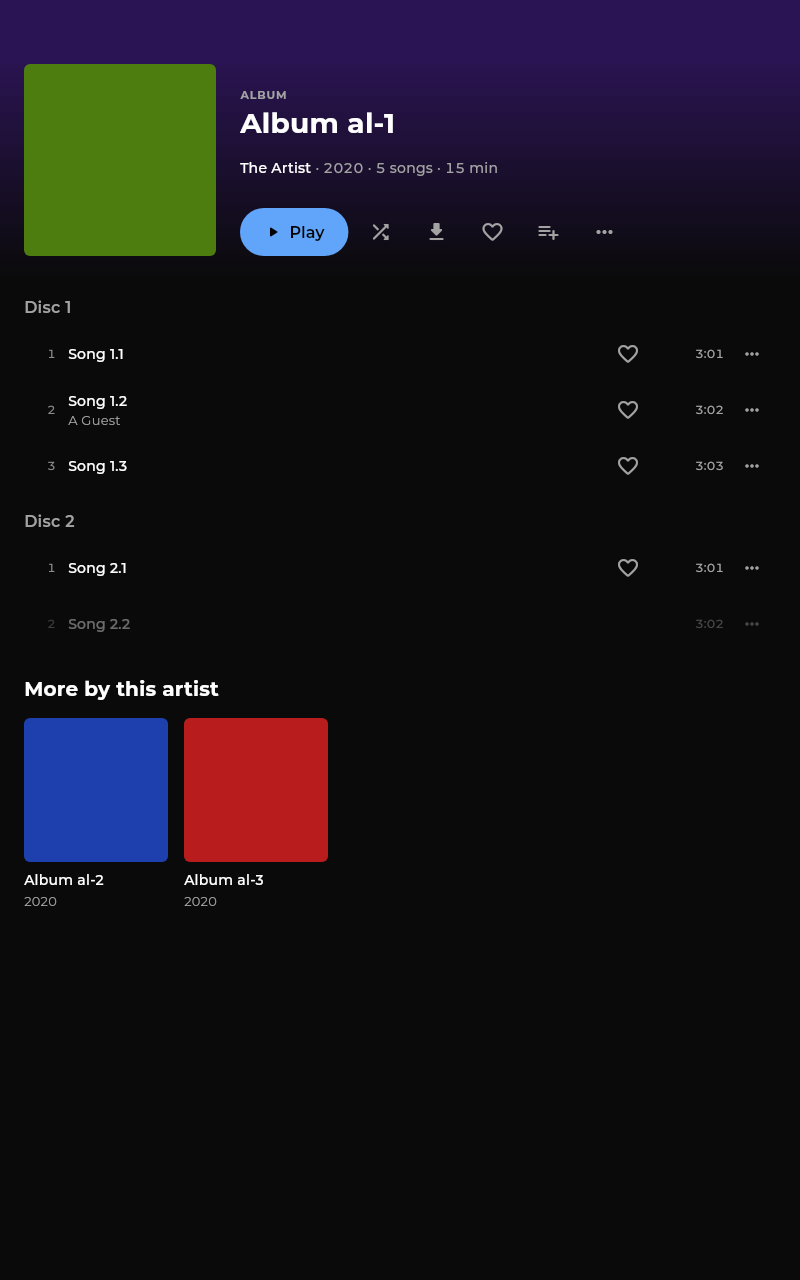 ALBUM
Album al-1
The Artist · 2020 · 5 songs · 15 min
Play
Disc 1
1 Song 1.1 3:01
2 Song 1.2 3:02
A Guest
3 Song 1.3 3:03
Disc 2
1 Song 2.1 3:01
2 Song 2.2 3:02
More by this artist
Album al-2 Album al-3
2020 2020